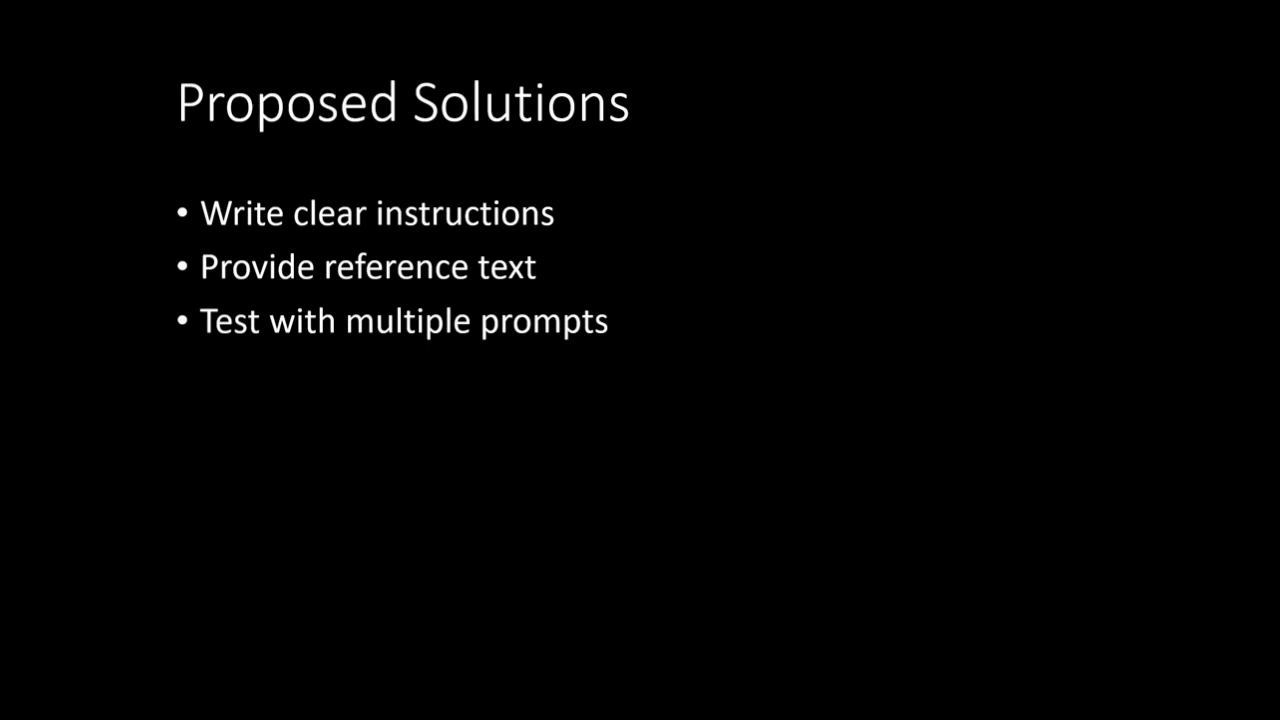 Proposed Solutions
• Write clear instructions
• Provide reference text
• Test with multiple prompts